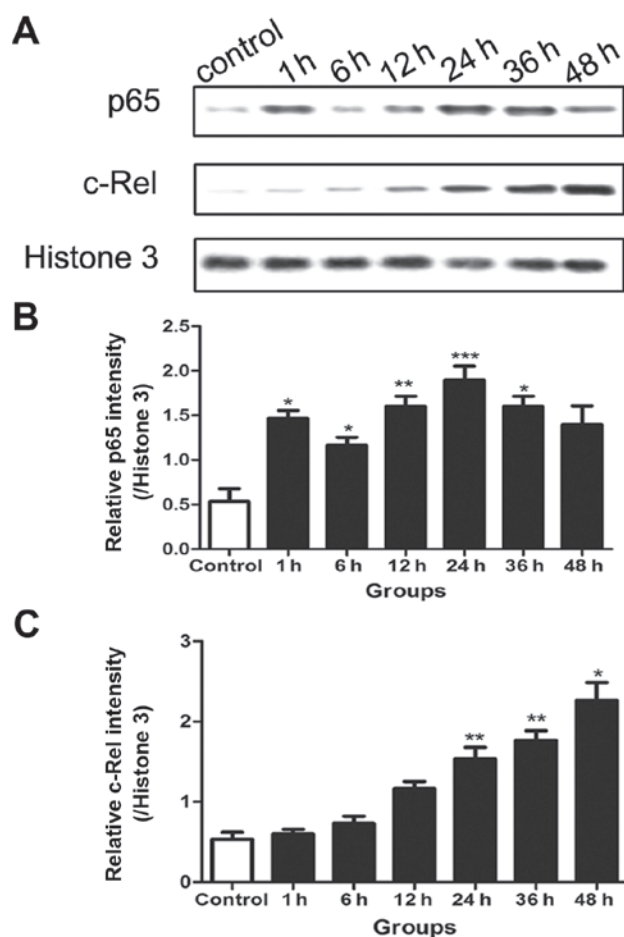 A
control 1 h 6 h 12 h 24 h 36 h 48 h
p65
c-Rel
Histone 3
B
Relative p65 intensity
(/Histone 3)
2.5
2.0
1.5
1.0
0.5
0.0
* * ** *** *
Control 1 h 6 h 12 h 24 h 36 h 48 h
Groups
C
Relative c-Rel intensity
(/Histone 3)
3
2
1
0
** ** *
Control 1 h 6 h 12 h 24 h 36 h 48 h
Groups